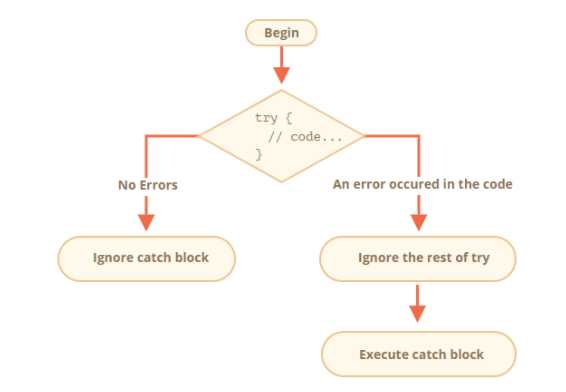 Begin
try {
// code...
}
No Errors
An error occured in the code
Ignore catch block
Ignore the rest of try
Execute catch block